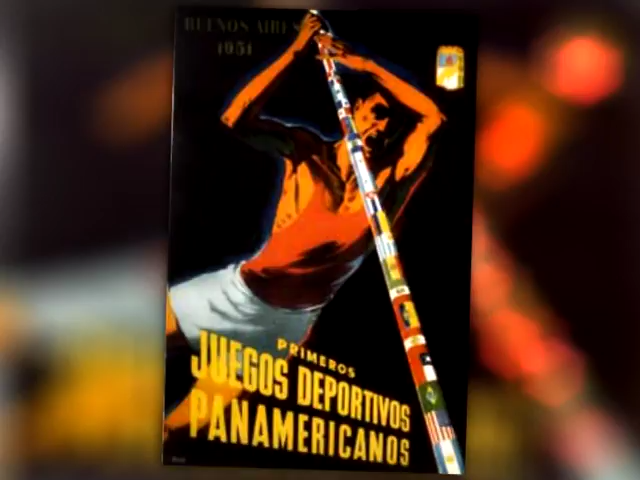 BUENOS AIRES
1951
PRIMEROS
JUEGOS DEPORTIVOS
PANAMERICANOS